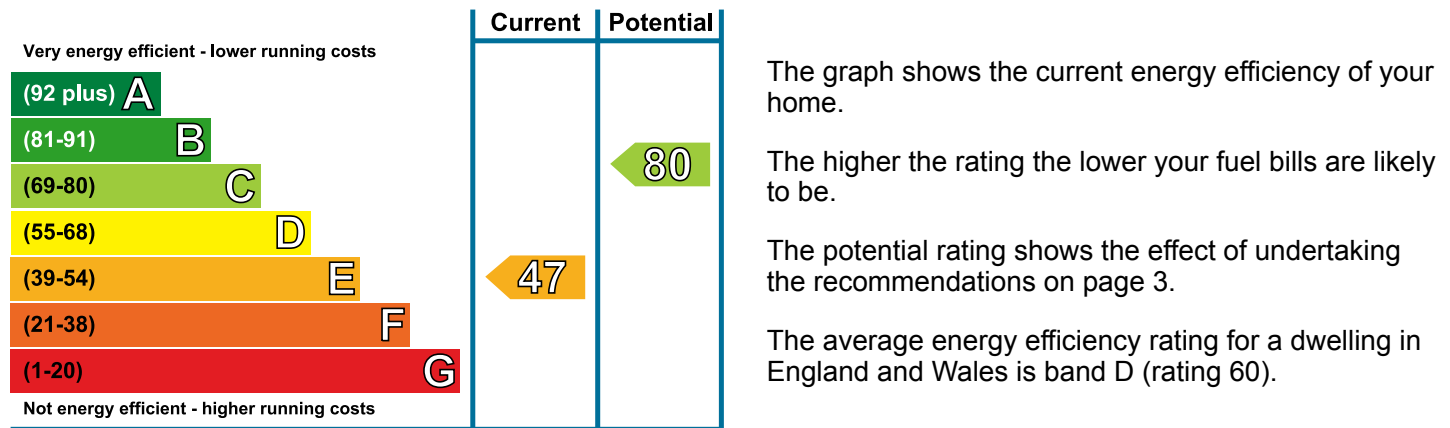 Current Potential
Very energy efficient - lower running costs
(92 plus) A
(81-91) B
(69-80) C
(55-68) D
(39-54) E
(21-38) F
(1-20) G
Not energy efficient - higher running costs
80
47
The graph shows the current energy efficiency of your
home.
The higher the rating the lower your fuel bills are likely
to be.
The potential rating shows the effect of undertaking
the recommendations on page 3.
The average energy efficiency rating for a dwelling in
England and Wales is band D (rating 60).